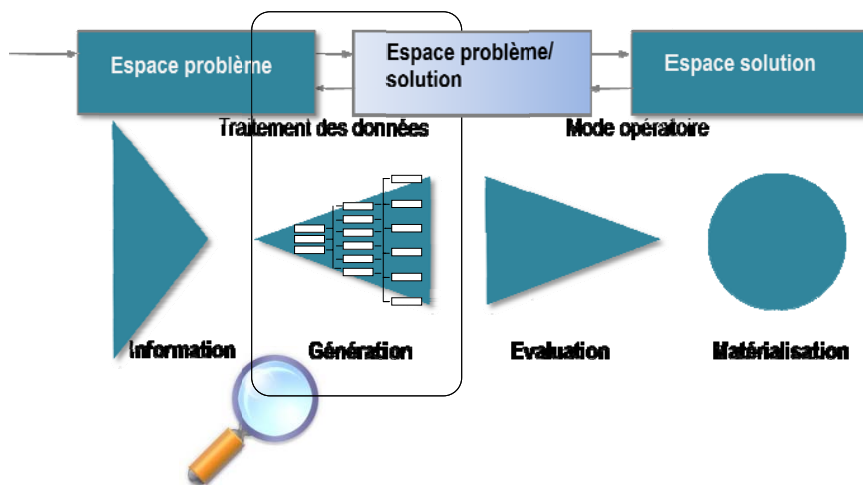 Espace problème
Espace problème/
solution
Espace solution
Traitement des données
Mode opératoire
Information
Génération
Evaluation
Matérialisation